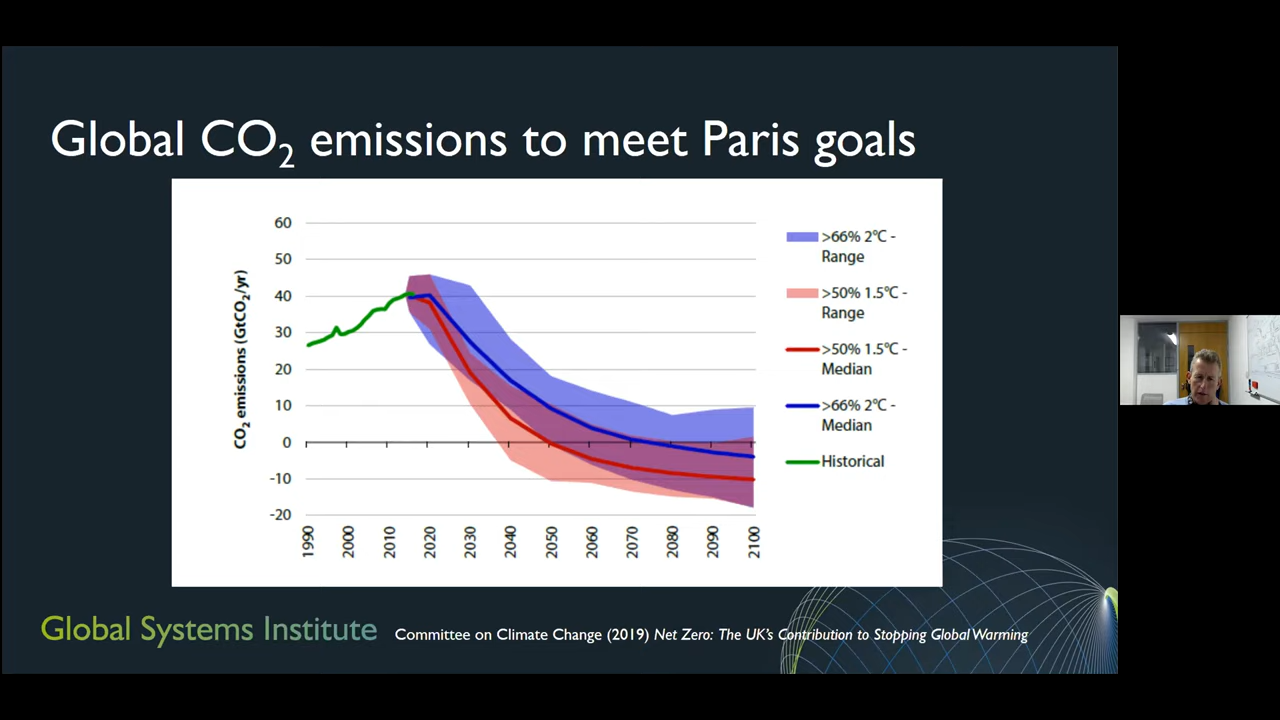 Global CO₂ emissions to meet Paris goals
CO₂ emissions (GtCO₂/yr)
60
50
40
30
20
10
0
-10
-20
1990
2000
2010
2020
2030
2040
2050
2060
2070
2080
2090
2100
>66% 2°C -
Range
>50% 1.5°C -
Range
>50% 1.5°C -
Median
>66% 2°C -
Median
Historical
Global Systems Institute
Committee on Climate Change (2019) Net Zero: The UK's Contribution to Stopping Global Warming